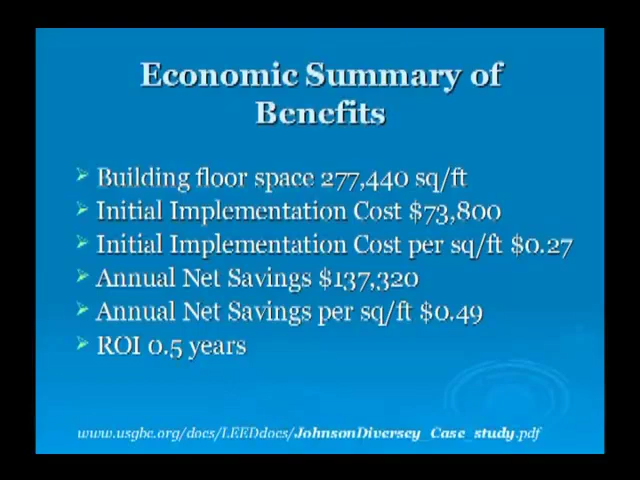 Economic Summary of
Benefits
Building floor space 277,440 sq/ft
Initial Implementation Cost $73,800
Initial Implementation Cost per sq/ft $0.27
Annual Net Savings $137,320
Annual Net Savings per sq/ft $0.49
ROI 0.5 years
www.usgbc.org/docs/LEEDdocs/JohnsonDiversey_Case_study.pdf